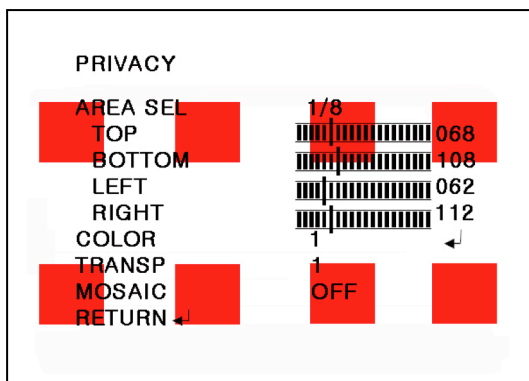 PRIVACY
AREA SEL 1/8
TOP 068
BOTTOM 108
LEFT 062
RIGHT 112
COLOR 1 ↲
TRANSP 1
MOSAIC OFF
RETURN ↲